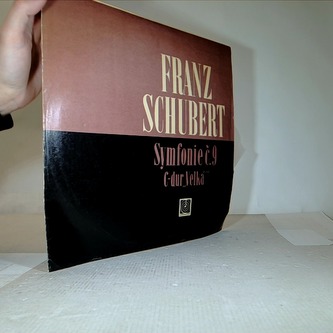 FRANZ
SCHUBERT
Symfonie č.9
C-dur „Velká“